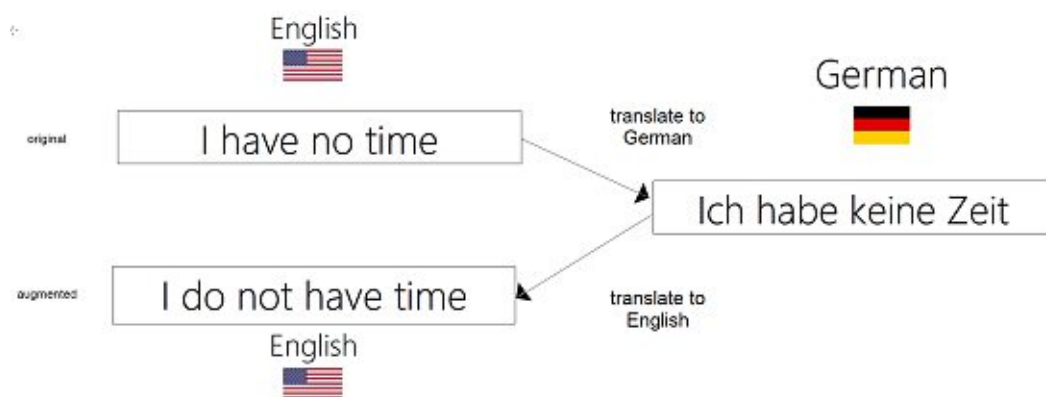 English
German
original
I have no time
translate to
German
Ich habe keine Zeit
augmented
I do not have time
translate to
English
English